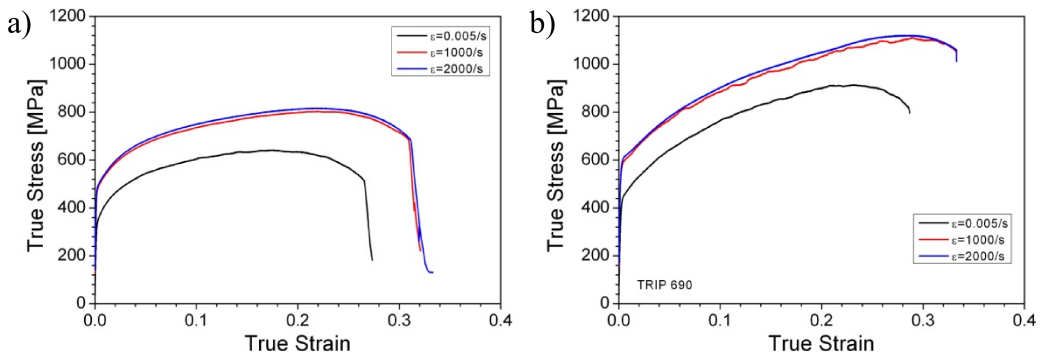 a)
1200
1000
800
600
400
200
0
True Stress [MPa]
0.0 0.1 0.2 0.3 0.4
True Strain
ε=0.005/s
ε=1000/s
ε=2000/s
b)
1200
1000
800
600
400
200
0
True Stress [MPa]
0.0 0.1 0.2 0.3 0.4
True Strain
ε=0.005/s
ε=1000/s
ε=2000/s
TRIP 690